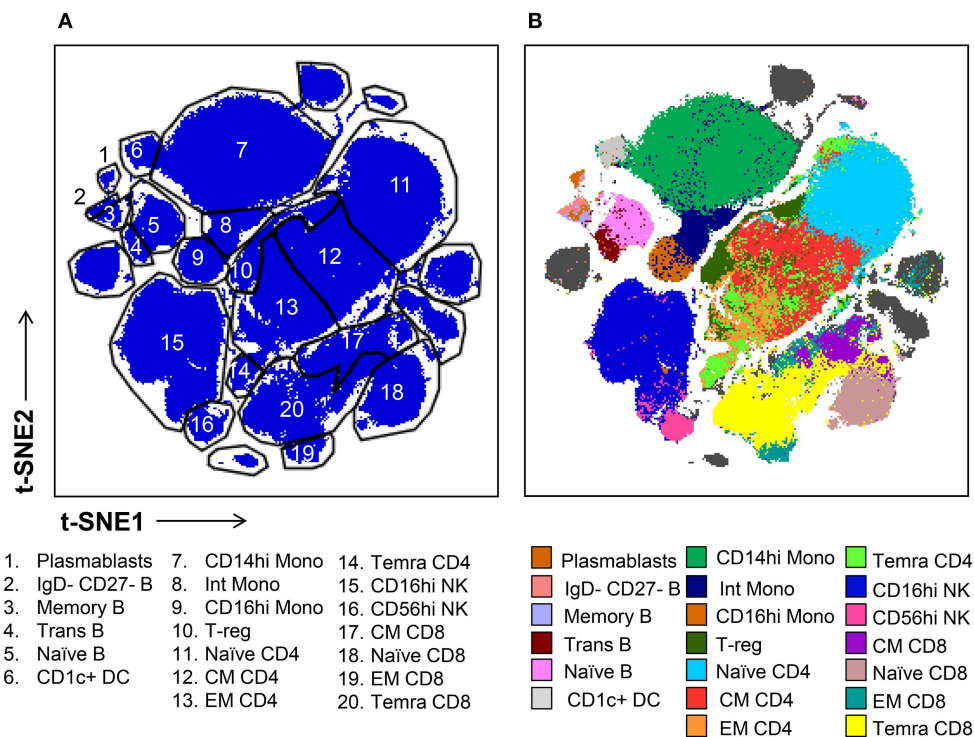 A
B
1
6
7
2
3
5
11
4
8
9
10
12
13
15
17
14
18
20
16
19
t-SNE2
t-SNE1
1. Plasmablasts
2. IgD- CD27- B
3. Memory B
4. Trans B
5. Naïve B
6. CD1c+ DC
7. CD14hi Mono
8. Int Mono
9. CD16hi Mono
10. T-reg
11. Naïve CD4
12. CM CD4
13. EM CD4
14. Temra CD4
15. CD16hi NK
16. CD56hi NK
17. CM CD8
18. Naïve CD8
19. EM CD8
20. Temra CD8
Plasmablasts
IgD- CD27- B
Memory B
Trans B
Naïve B
CD1c+ DC
CD14hi Mono
Int Mono
CD16hi Mono
T-reg
Naïve CD4
CM CD4
EM CD4
Temra CD4
CD16hi NK
CD56hi NK
CM CD8
Naïve CD8
EM CD8
Temra CD8